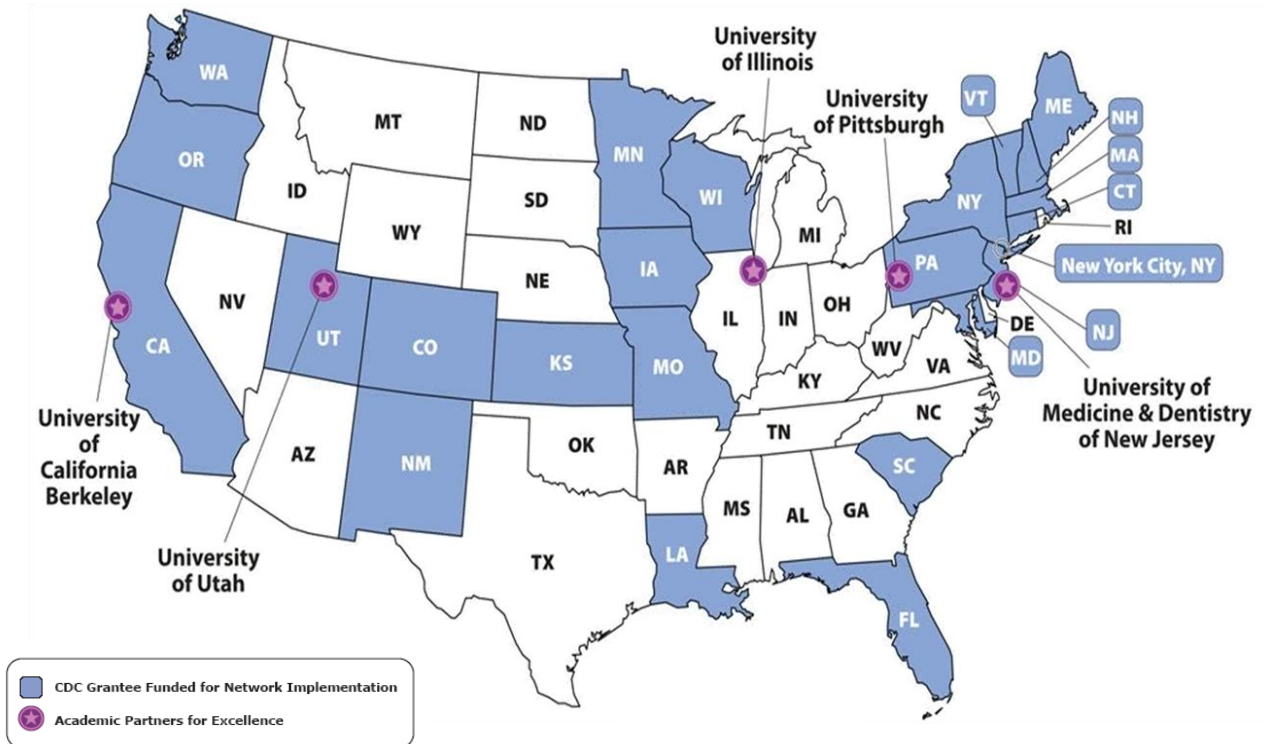 University
of Illinois
University
of Pittsburgh
WA
MT
ND
MN
VT
ME
NH
MA
CT
RI
OR
ID
SD
WI
NY
WY
MI
New York City, NY
IA
PA
NE
NV
UT
CO
IL
IN
OH
DE
NJ
MD
CA
KS
MO
WV
VA
KY
University of
Medicine & Dentistry
of New Jersey
University
of
California
Berkeley
AZ
NM
OK
TN
NC
AR
SC
MS
AL
GA
University
of Utah
TX
LA
FL
CDC Grantee Funded for Network Implementation
Academic Partners for Excellence